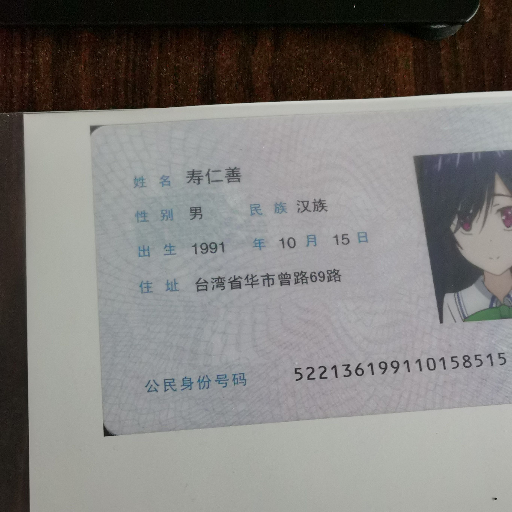 姓名 寿仁善
性别 男 民族 汉族
出生 1991 年 10 月 15 日
住址 台湾省华市曾路69路
公民身份号码 522136199110158515